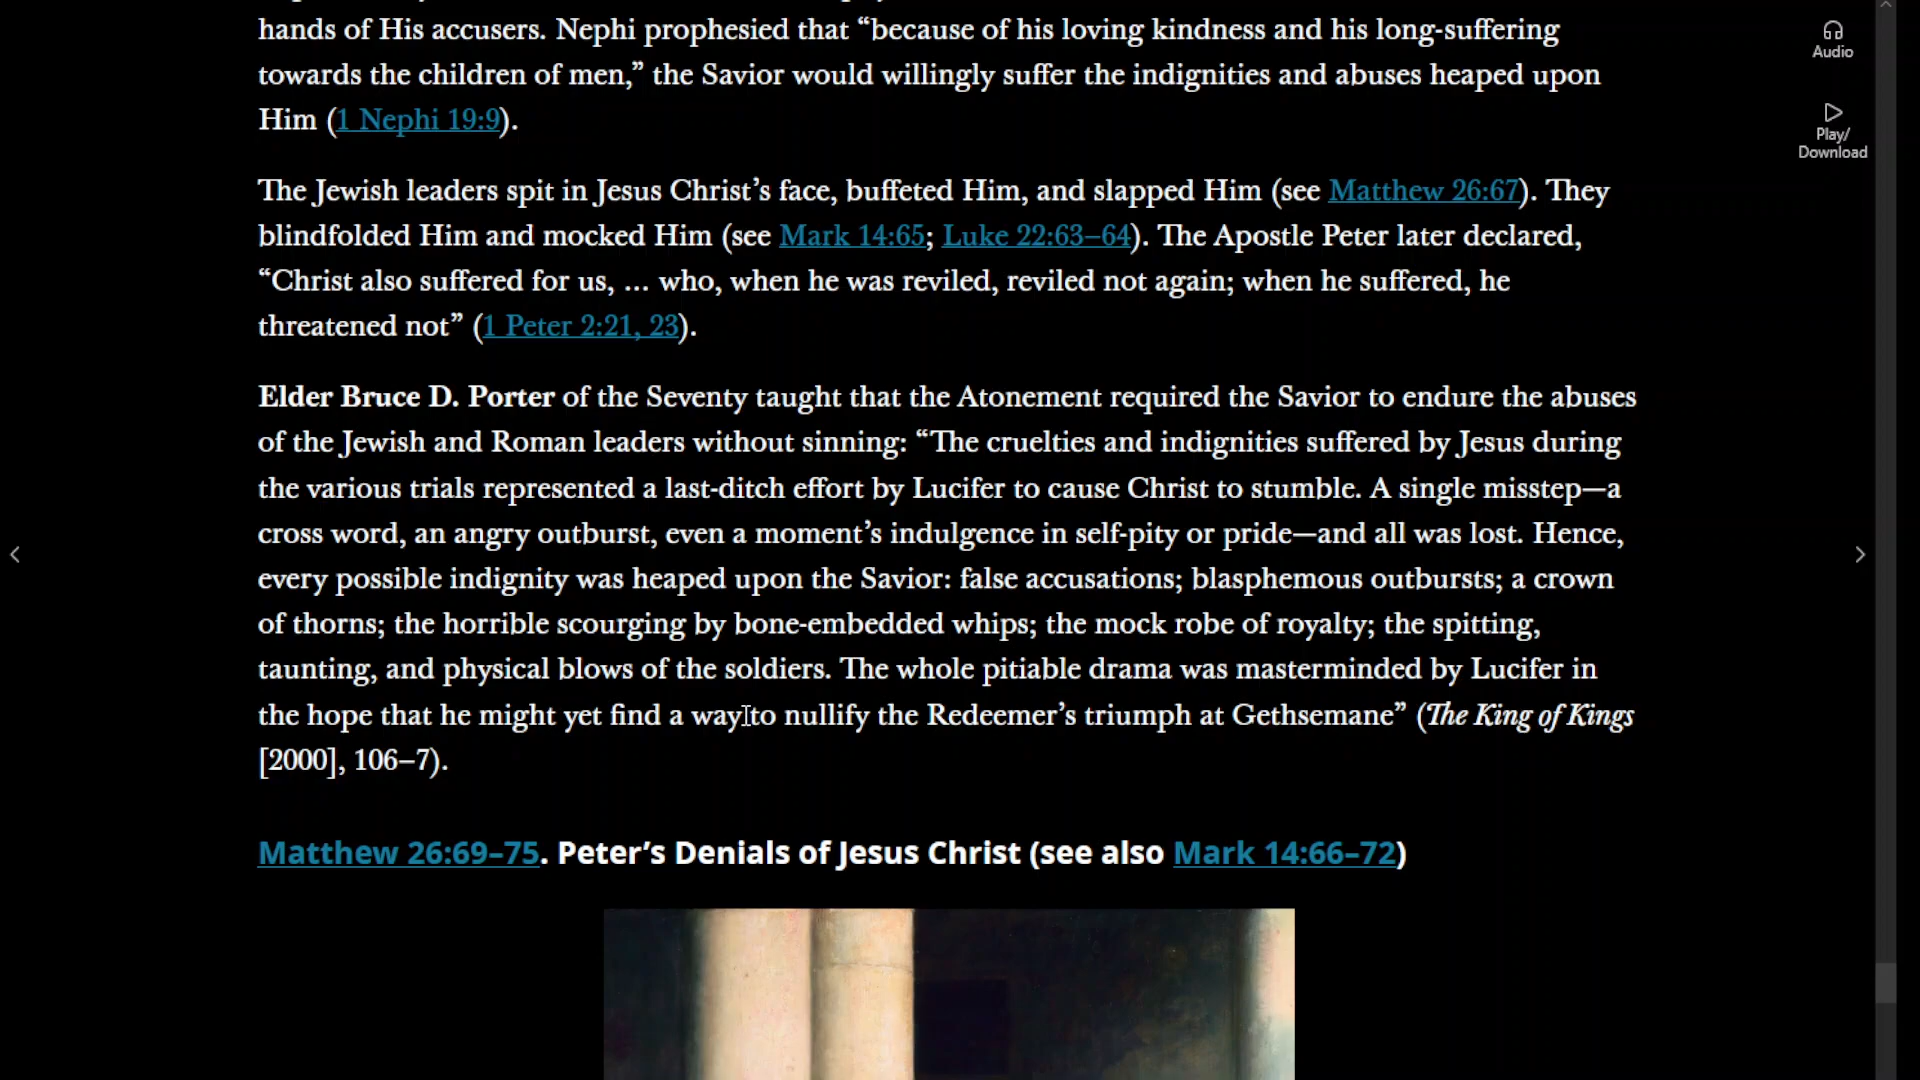 hands of His accusers. Nephi prophesied that “because of his loving kindness and his long-suffering
towards the children of men,” the Savior would willingly suffer the indignities and abuses heaped upon
Him (1 Nephi 19:9).
The Jewish leaders spit in Jesus Christ’s face, buffeted Him, and slapped Him (see Matthew 26:67). They
blindfolded Him and mocked Him (see Mark 14:65; Luke 22:63–64). The Apostle Peter later declared,
“Christ also suffered for us, … who, when he was reviled, reviled not again; when he suffered, he
threatened not” (1 Peter 2:21, 23).
Elder Bruce D. Porter of the Seventy taught that the Atonement required the Savior to endure the abuses
of the Jewish and Roman leaders without sinning: “The cruelties and indignities suffered by Jesus during
the various trials represented a last-ditch effort by Lucifer to cause Christ to stumble. A single misstep—a
cross word, an angry outburst, even a moment’s indulgence in self-pity or pride—and all was lost. Hence,
every possible indignity was heaped upon the Savior: false accusations; blasphemous outbursts; a crown
of thorns; the horrible scourging by bone-embedded whips; the mock robe of royalty; the spitting,
taunting, and physical blows of the soldiers. The whole pitiable drama was masterminded by Lucifer in
the hope that he might yet find a way to nullify the Redeemer’s triumph at Gethsemane” (The King of Kings
[2000], 106–7).
Matthew 26:69–75. Peter’s Denials of Jesus Christ (see also Mark 14:66–72)
Audio
Play/
Download